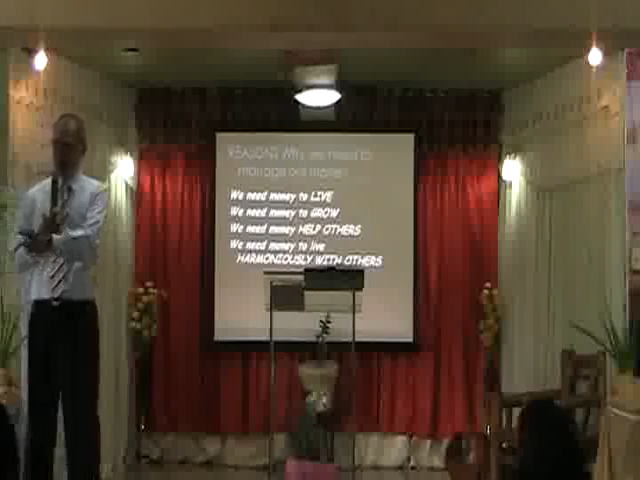 REASONS Why we need to
manage our money
We need money to LIVE
We need money to GROW
We need money HELP OTHERS
We need money to live
HARMONIOUSLY WITH OTHERS